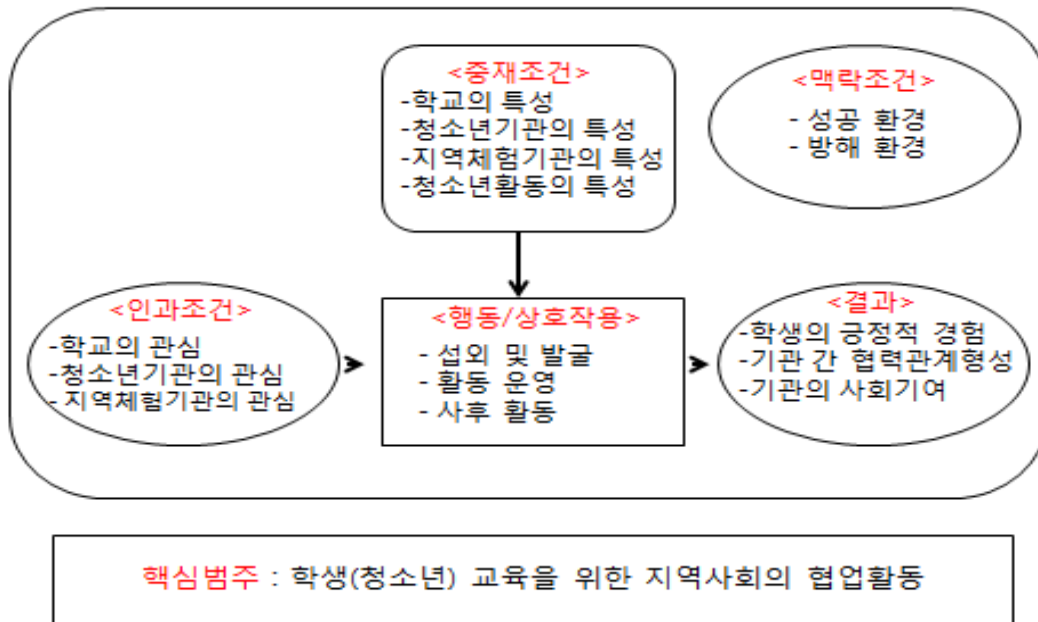 <중재조건>
-학교의 특성
-청소년기관의 특성
-지역체험기관의 특성
-청소년활동의 특성
<맥락조건>
- 성공 환경
- 방해 환경
<인과조건>
-학교의 관심
-청소년기관의 관심
- 지역체험기관의 관심
<행동/상호작용>
- 섭외 및 발굴
- 활동 운영
- 사후 활동
<결과>
-학생의 긍정적 경험
-기관 간 협력관계형성
-기관의 사회기여
핵심범주 : 학생(청소년) 교육을 위한 지역사회의 협업활동